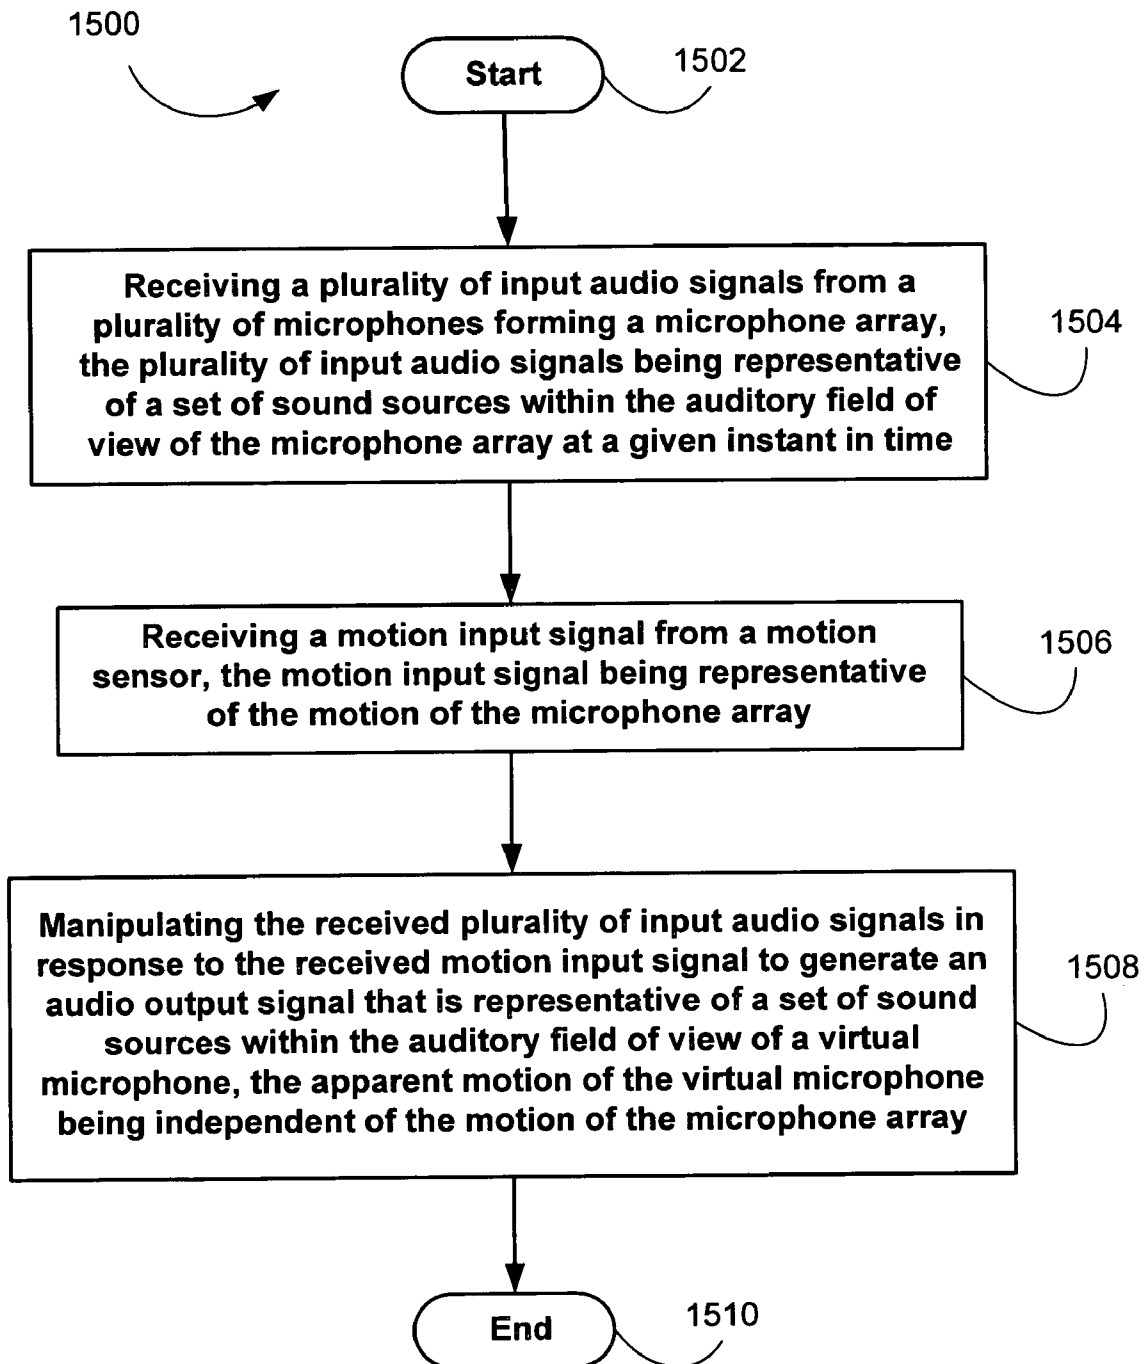 1500
Start
1502
Receiving a plurality of input audio signals from a
plurality of microphones forming a microphone array,
the plurality of input audio signals being representative
of a set of sound sources within the auditory field of
view of the microphone array at a given instant in time
1504
Receiving a motion input signal from a motion
sensor, the motion input signal being representative
of the motion of the microphone array
1506
Manipulating the received plurality of input audio signals in
response to the received motion input signal to generate an
audio output signal that is representative of a set of sound
sources within the auditory field of view of a virtual
microphone, the apparent motion of the virtual microphone
being independent of the motion of the microphone array
1508
End
1510